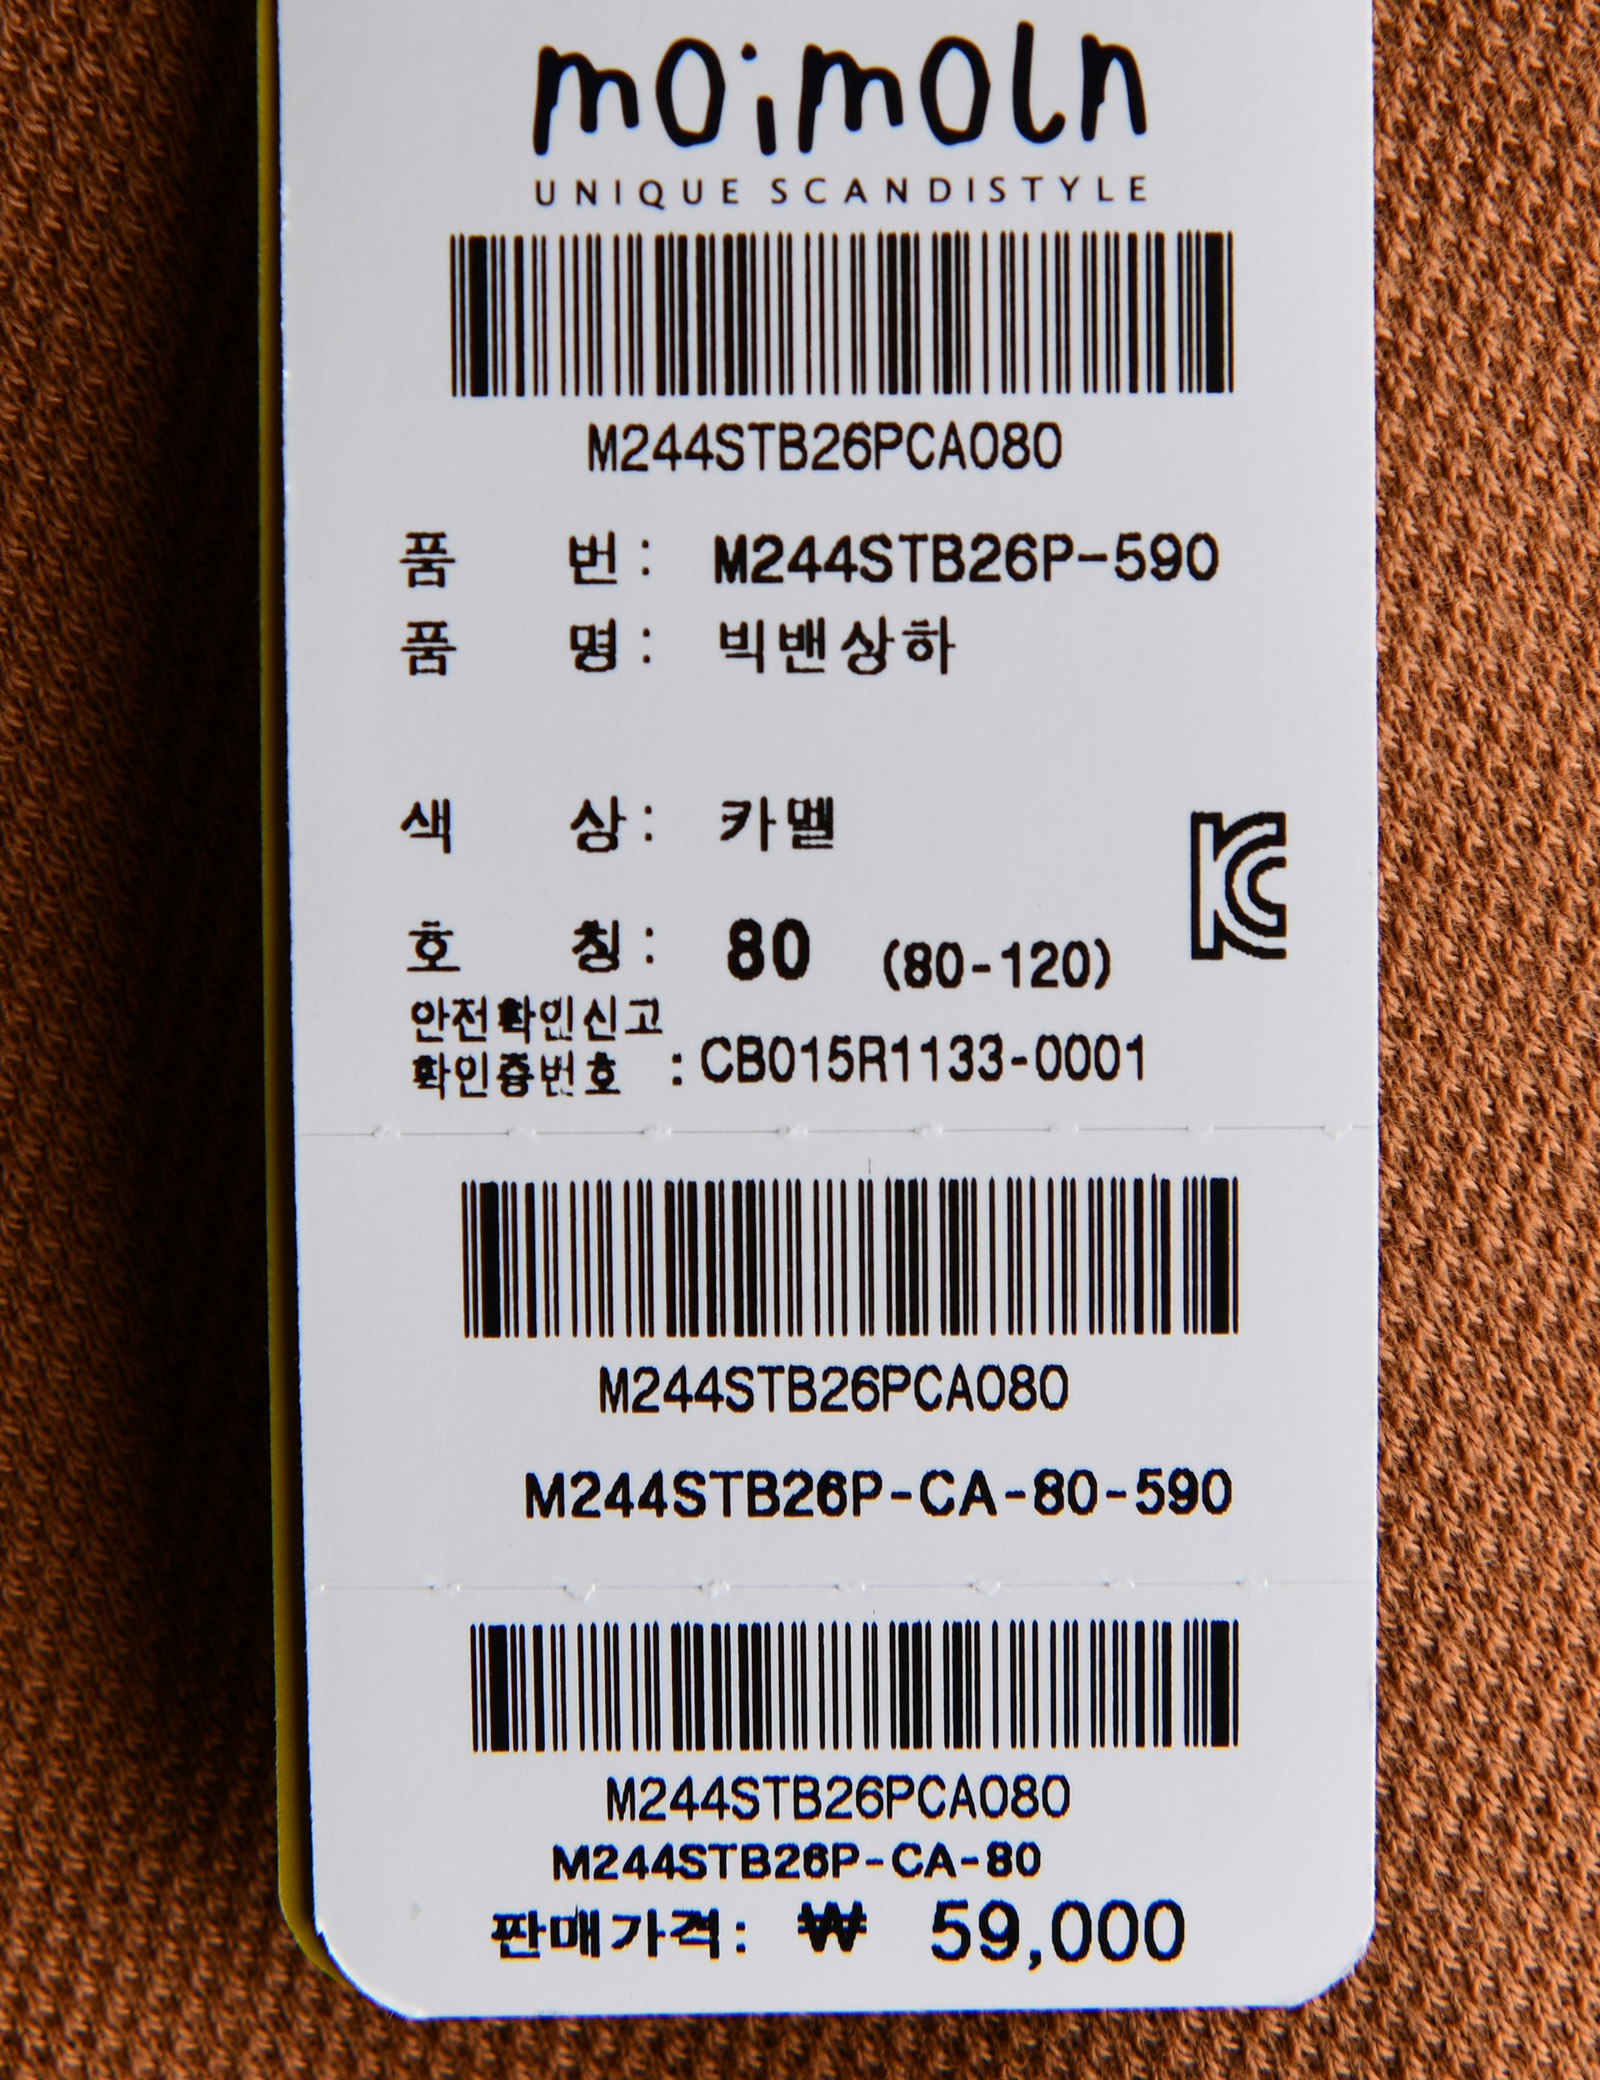 moimoln
UNIQUE SCANDISTYLE
M244STB26PCA080
품 번: M244STB26P-590
품 명: 빅밴상하
색 상: 카멜
호 칭: 80 (80-120)
안전확인신고
확인증번호 : CB015R1133-0001
M244STB26PCA080
M244STB26P-CA-80-590
M244STB26PCA080
M244STB26P-CA-80
판매가격: ₩ 59,000